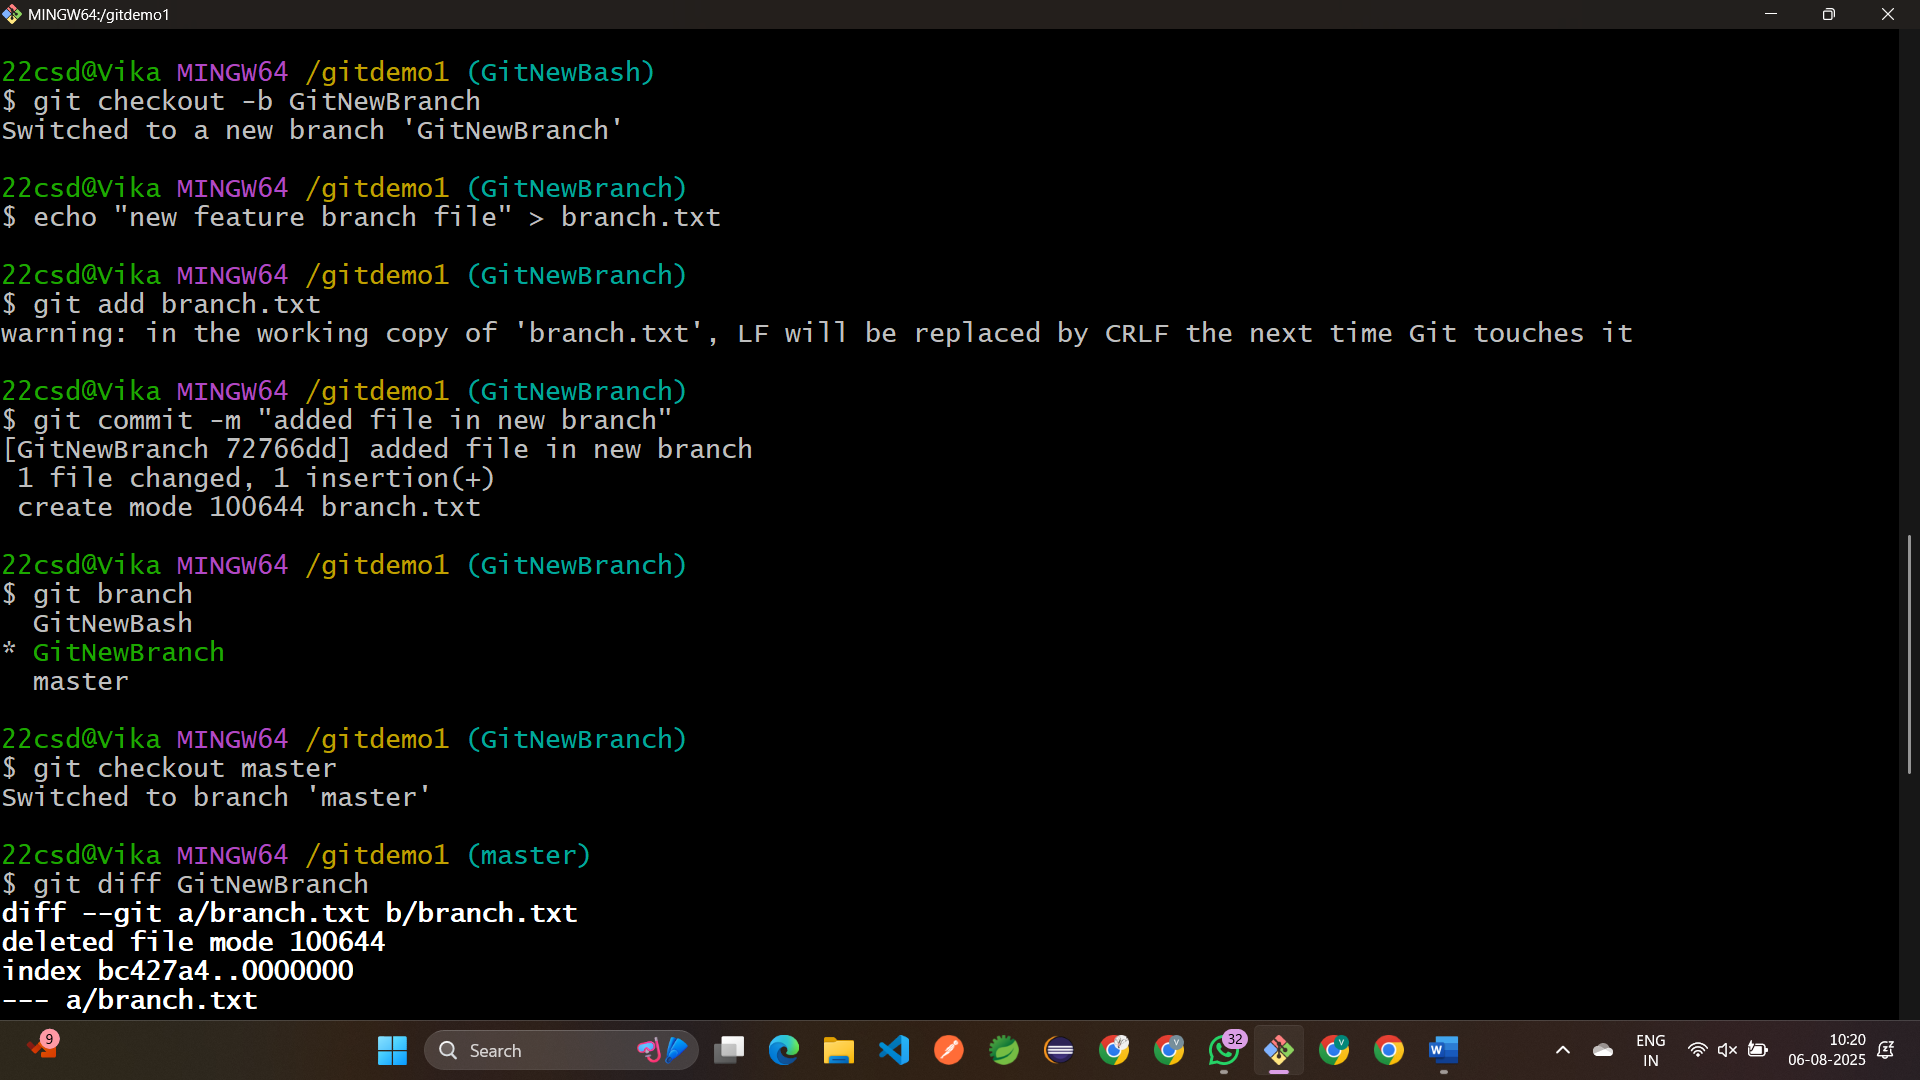 MINGW64:/gitdemo1
22csd@Vika MINGW64 /gitdemo1 (GitNewBash)
$ git checkout -b GitNewBranch
Switched to a new branch 'GitNewBranch'
22csd@Vika MINGW64 /gitdemo1 (GitNewBranch)
$ echo "new feature branch file" > branch.txt
22csd@Vika MINGW64 /gitdemo1 (GitNewBranch)
$ git add branch.txt
warning: in the working copy of 'branch.txt', LF will be replaced by CRLF the next time Git touches it
22csd@Vika MINGW64 /gitdemo1 (GitNewBranch)
$ git commit -m "added file in new branch"
[GitNewBranch 72766dd] added file in new branch
 1 file changed, 1 insertion(+)
 create mode 100644 branch.txt
22csd@Vika MINGW64 /gitdemo1 (GitNewBranch)
$ git branch
  GitNewBash
* GitNewBranch
  master
22csd@Vika MINGW64 /gitdemo1 (GitNewBranch)
$ git checkout master
Switched to branch 'master'
22csd@Vika MINGW64 /gitdemo1 (master)
$ git diff GitNewBranch
diff --git a/branch.txt b/branch.txt
deleted file mode 100644
index bc427a4..0000000
--- a/branch.txt
9
Search
32
ENG
IN
10:20
06-08-2025